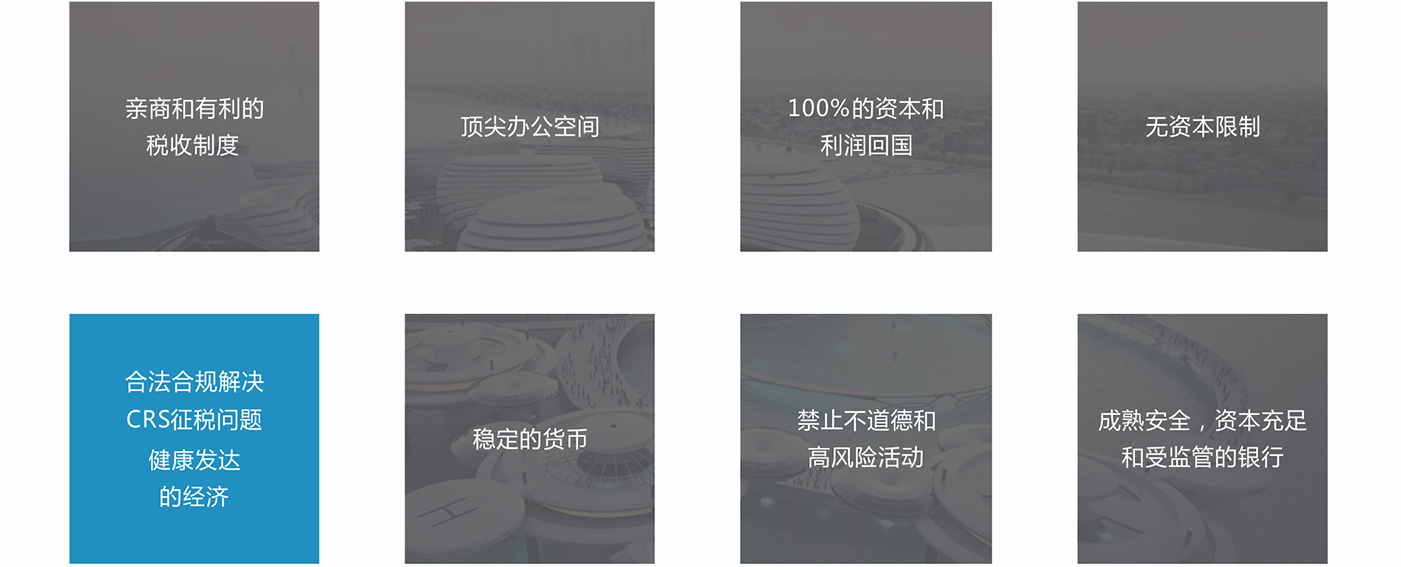 亲商和有利的
税收制度
顶尖办公空间
100%的资本和
利润回国
无资本限制
合法合规解决
CRS征税问题
健康发达
的经济
稳定的货币
禁止不道德和
高风险活动
成熟安全，资本充足
和受监管的银行
H